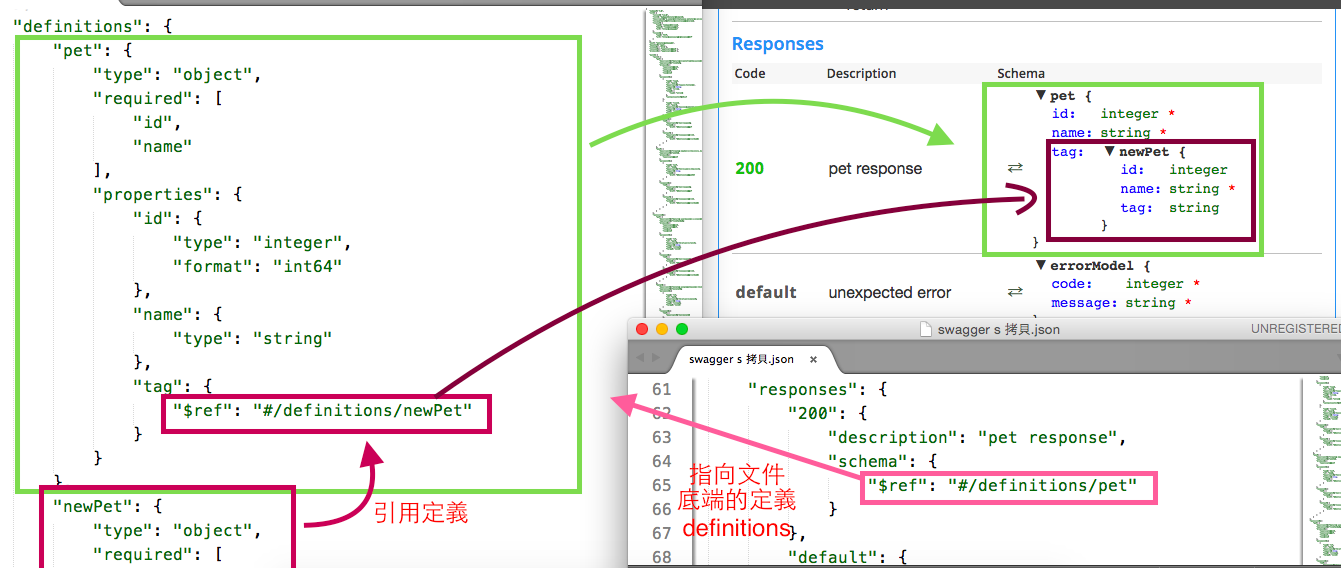 "definitions": {
"pet": {
"type": "object",
"required": [
"id",
"name"
],
"properties": {
"id": {
"type": "integer",
"format": "int64"
},
"name": {
"type": "string"
},
"tag": {
"$ref": "#/definitions/newPet"
}
}
}
"newPet": {
"type": "object",
"required": [
引用定義
Responses
Code Description Schema
200 pet response ⇄
▼ pet {
id: integer *
name: string *
tag: ▼ newPet {
id: integer
name: string *
tag: string
}
}
default unexpected error ⇄
▼ errorModel {
code: integer *
message: string *
swagger s 拷貝.json UNREGISTERED
swagger s 拷貝.json ×
61 "responses": {
62 "200": {
63 "description": "pet response",
64 "schema": {
65 "$ref": "#/definitions/pet"
66 }
67 },
68 "default": {
指向文件
底端的定義
definitions